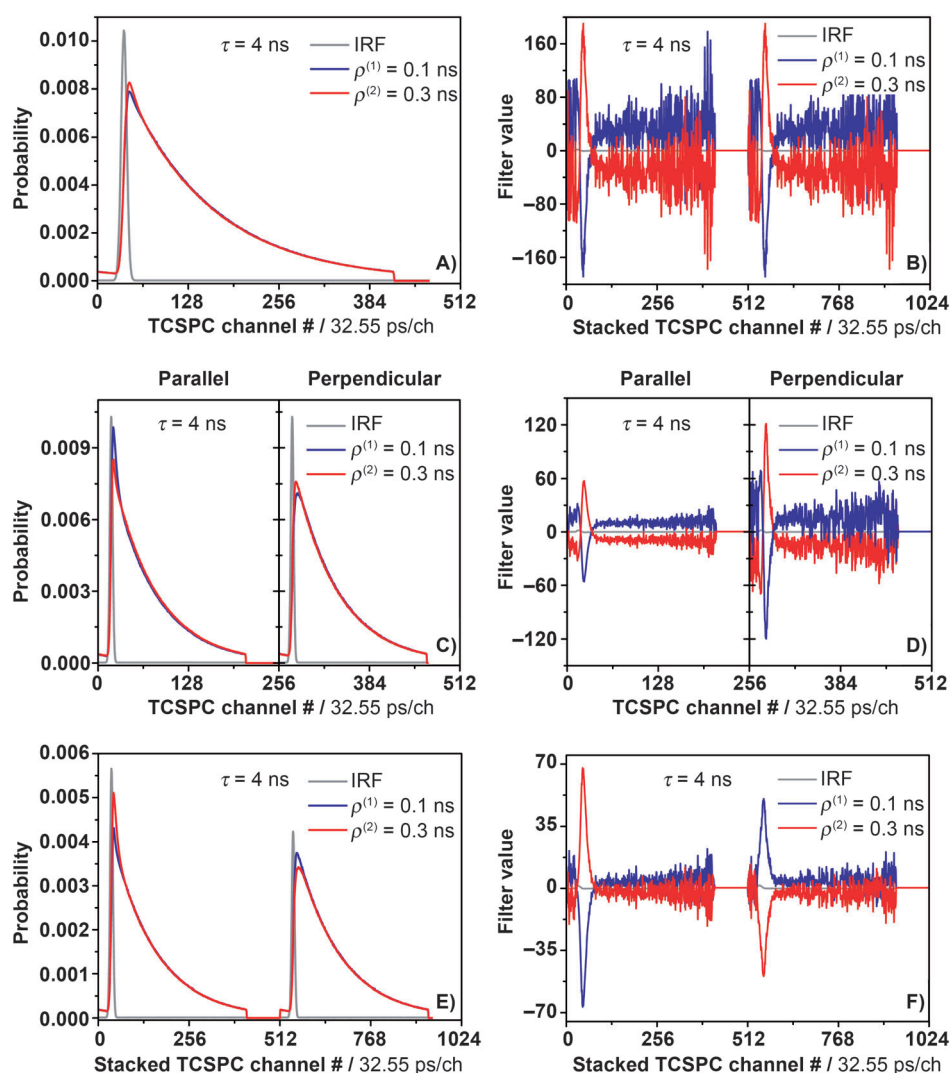 0.010
0.008
0.006
0.004
0.002
0.000
Probability
τ = 4 ns
IRF
ρ(1) = 0.1 ns
ρ(2) = 0.3 ns
A)
0 128 256 384 512
TCSPC channel # / 32.55 ps/ch
160
80
0
−80
−160
Filter value
τ = 4 ns
IRF
ρ(1) = 0.1 ns
ρ(2) = 0.3 ns
B)
0 256 512 768 1024
Stacked TCSPC channel # / 32.55 ps/ch
Parallel Perpendicular
0.009
0.006
0.003
0.000
Probability
τ = 4 ns
IRF
ρ(1) = 0.1 ns
ρ(2) = 0.3 ns
C)
0 128 256 384 512
TCSPC channel # / 32.55 ps/ch
Parallel Perpendicular
120
60
0
−60
−120
Filter value
τ = 4 ns
IRF
ρ(1) = 0.1 ns
ρ(2) = 0.3 ns
D)
0 128 256 384 512
TCSPC channel # / 32.55 ps/ch
0.006
0.005
0.004
0.003
0.002
0.001
0.000
Probability
τ = 4 ns
IRF
ρ(1) = 0.1 ns
ρ(2) = 0.3 ns
E)
0 256 512 768 1024
Stacked TCSPC channel # / 32.55 ps/ch
70
35
0
−35
−70
Filter value
τ = 4 ns
IRF
ρ(1) = 0.1 ns
ρ(2) = 0.3 ns
F)
0 256 512 768 1024
Stacked TCSPC channel # / 32.55 ps/ch